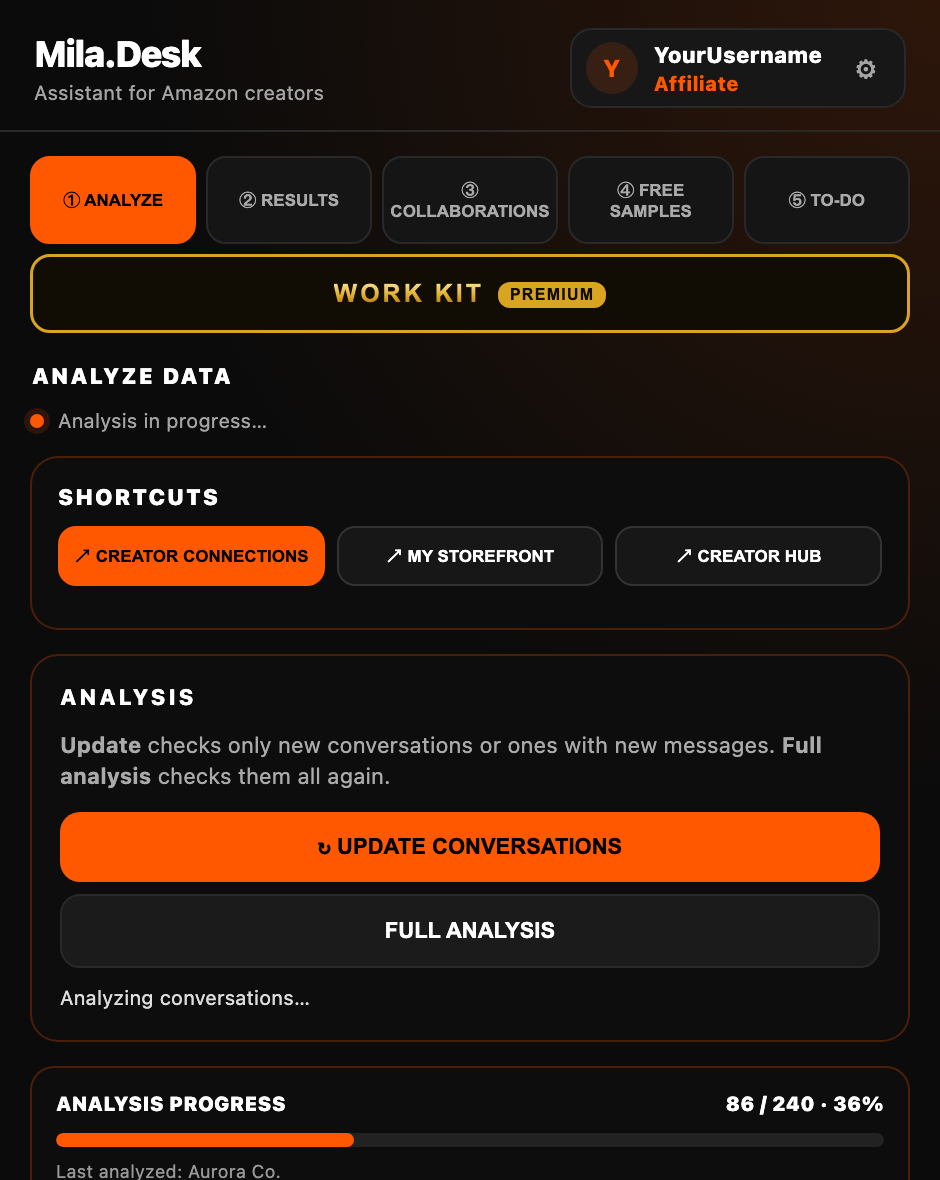 Mila.Desk
Assistant for Amazon creators
Y
YourUsername
Affiliate
① ANALYZE
② RESULTS
③
COLLABORATIONS
④ FREE
SAMPLES
⑤ TO-DO
WORK KIT PREMIUM
ANALYZE DATA
Analysis in progress...
SHORTCUTS
↗ CREATOR CONNECTIONS
↗ MY STOREFRONT
↗ CREATOR HUB
ANALYSIS
Update checks only new conversations or ones with new messages. Full
analysis checks them all again.
↻ UPDATE CONVERSATIONS
FULL ANALYSIS
Analyzing conversations...
ANALYSIS PROGRESS
86 / 240 · 36%
Last analyzed: Aurora Co.